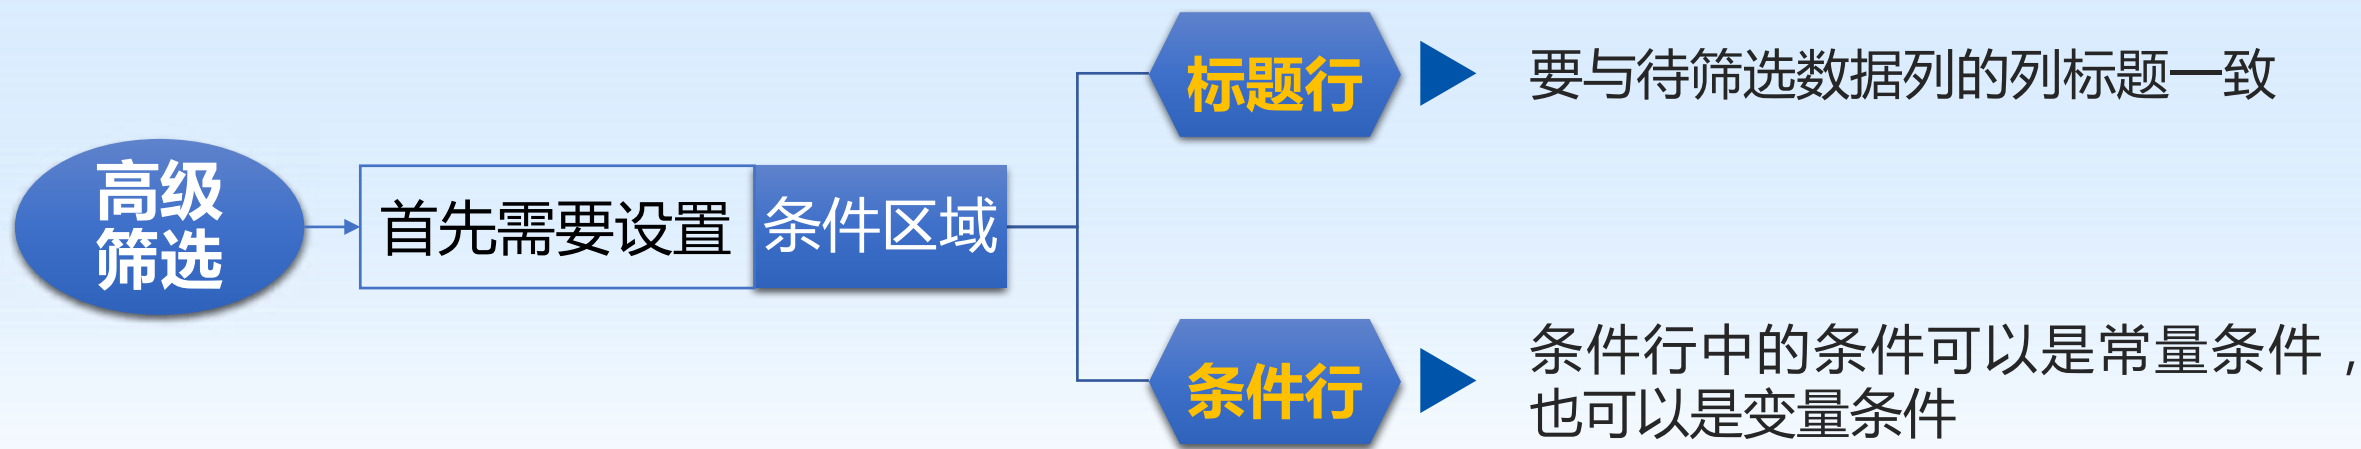 高级
筛选
首先需要设置
条件区域
标题行
要与待筛选数据列的列标题一致
条件行
条件行中的条件可以是常量条件，
也可以是变量条件